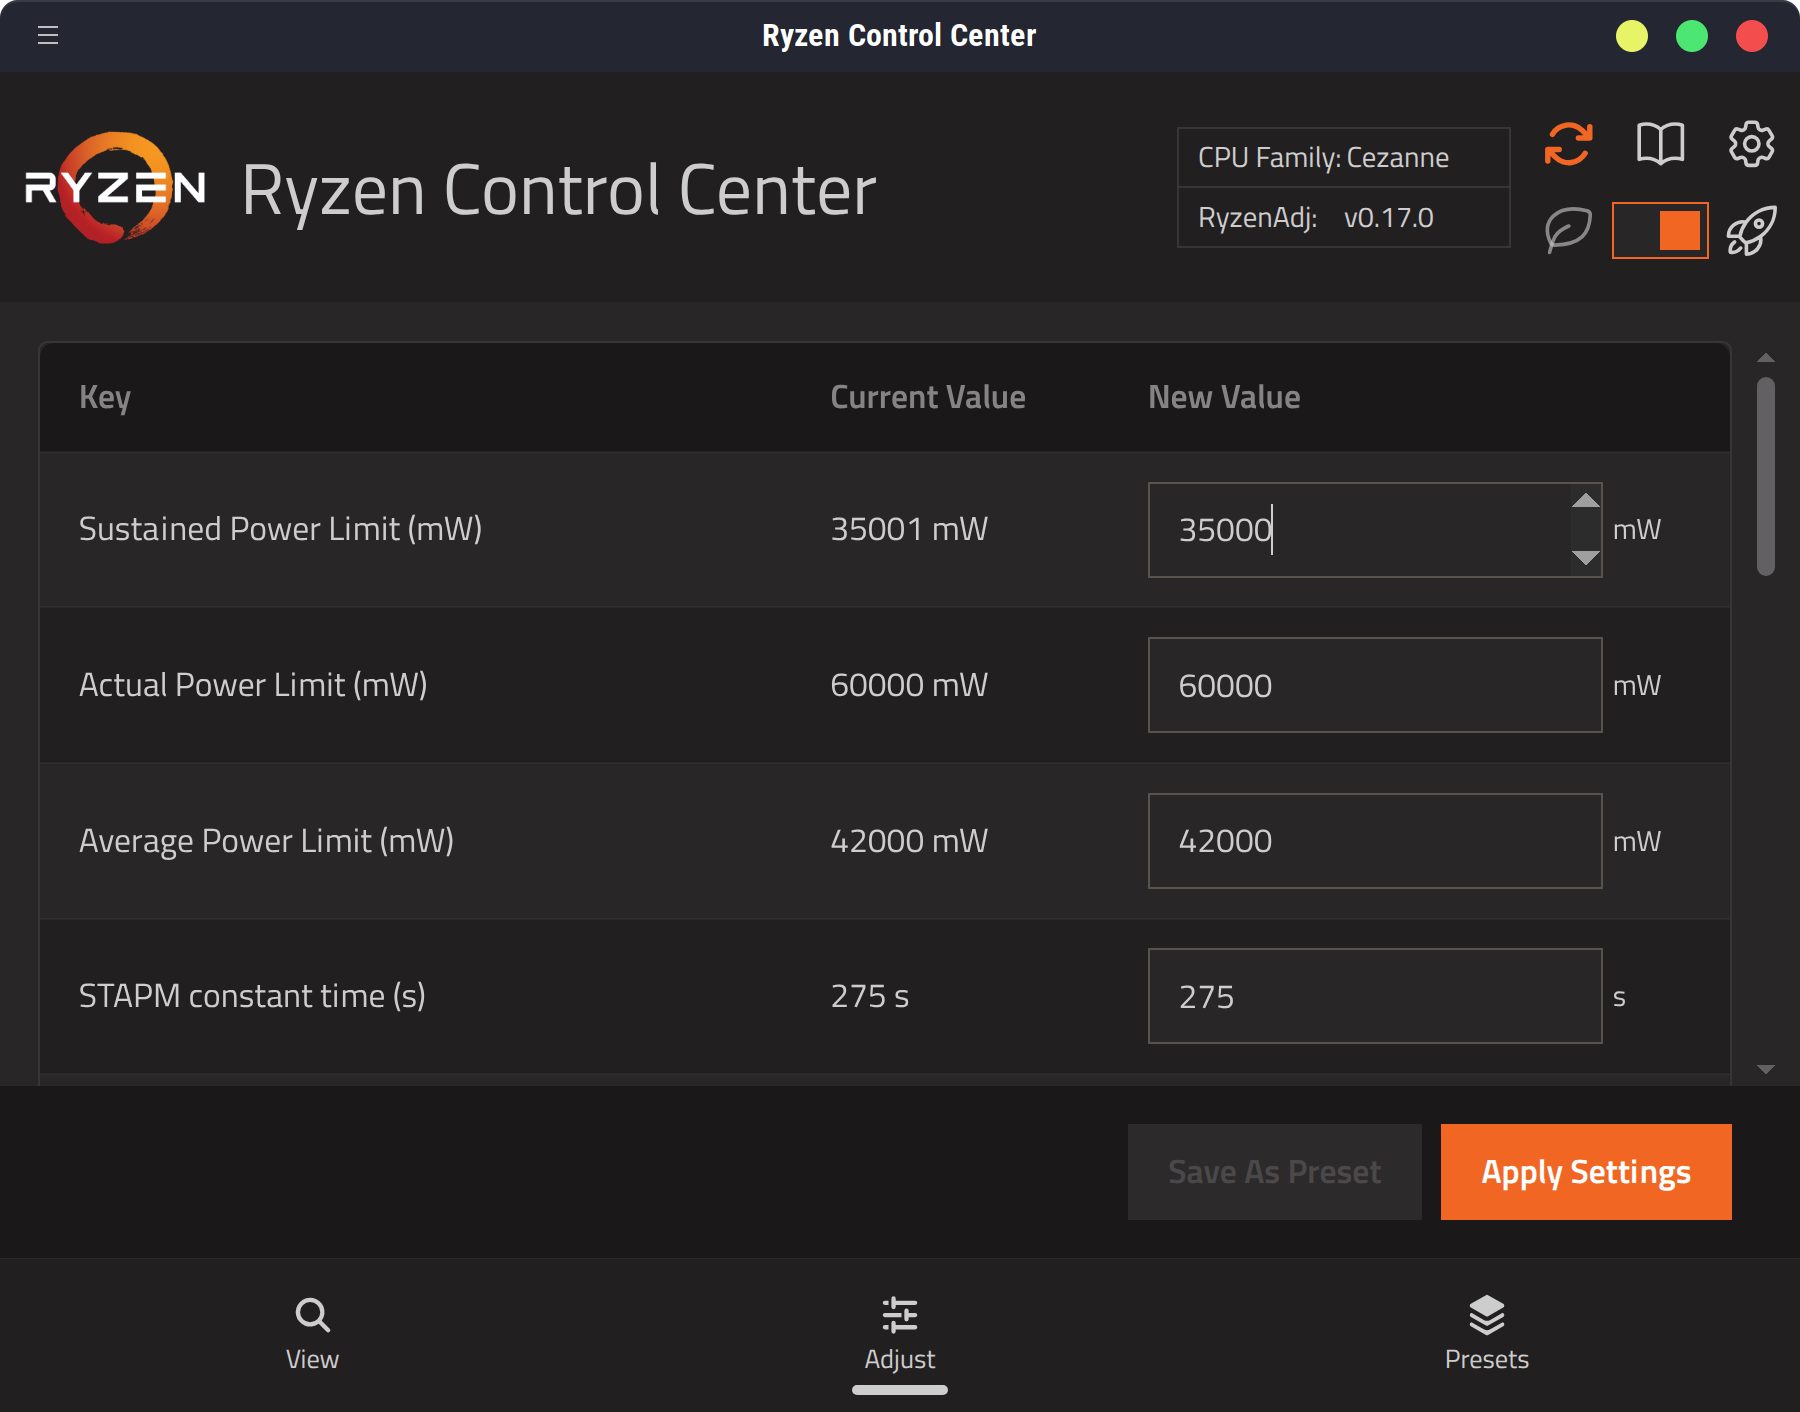 Ryzen Control Center
RYZEN
Ryzen Control Center
CPU Family: Cezanne
RyzenAdj: v0.17.0
Key Current Value New Value
Sustained Power Limit (mW) 35001 mW 35000 mW
Actual Power Limit (mW) 60000 mW 60000 mW
Average Power Limit (mW) 42000 mW 42000 mW
STAPM constant time (s) 275 s 275 s
Save As Preset Apply Settings
View Adjust Presets